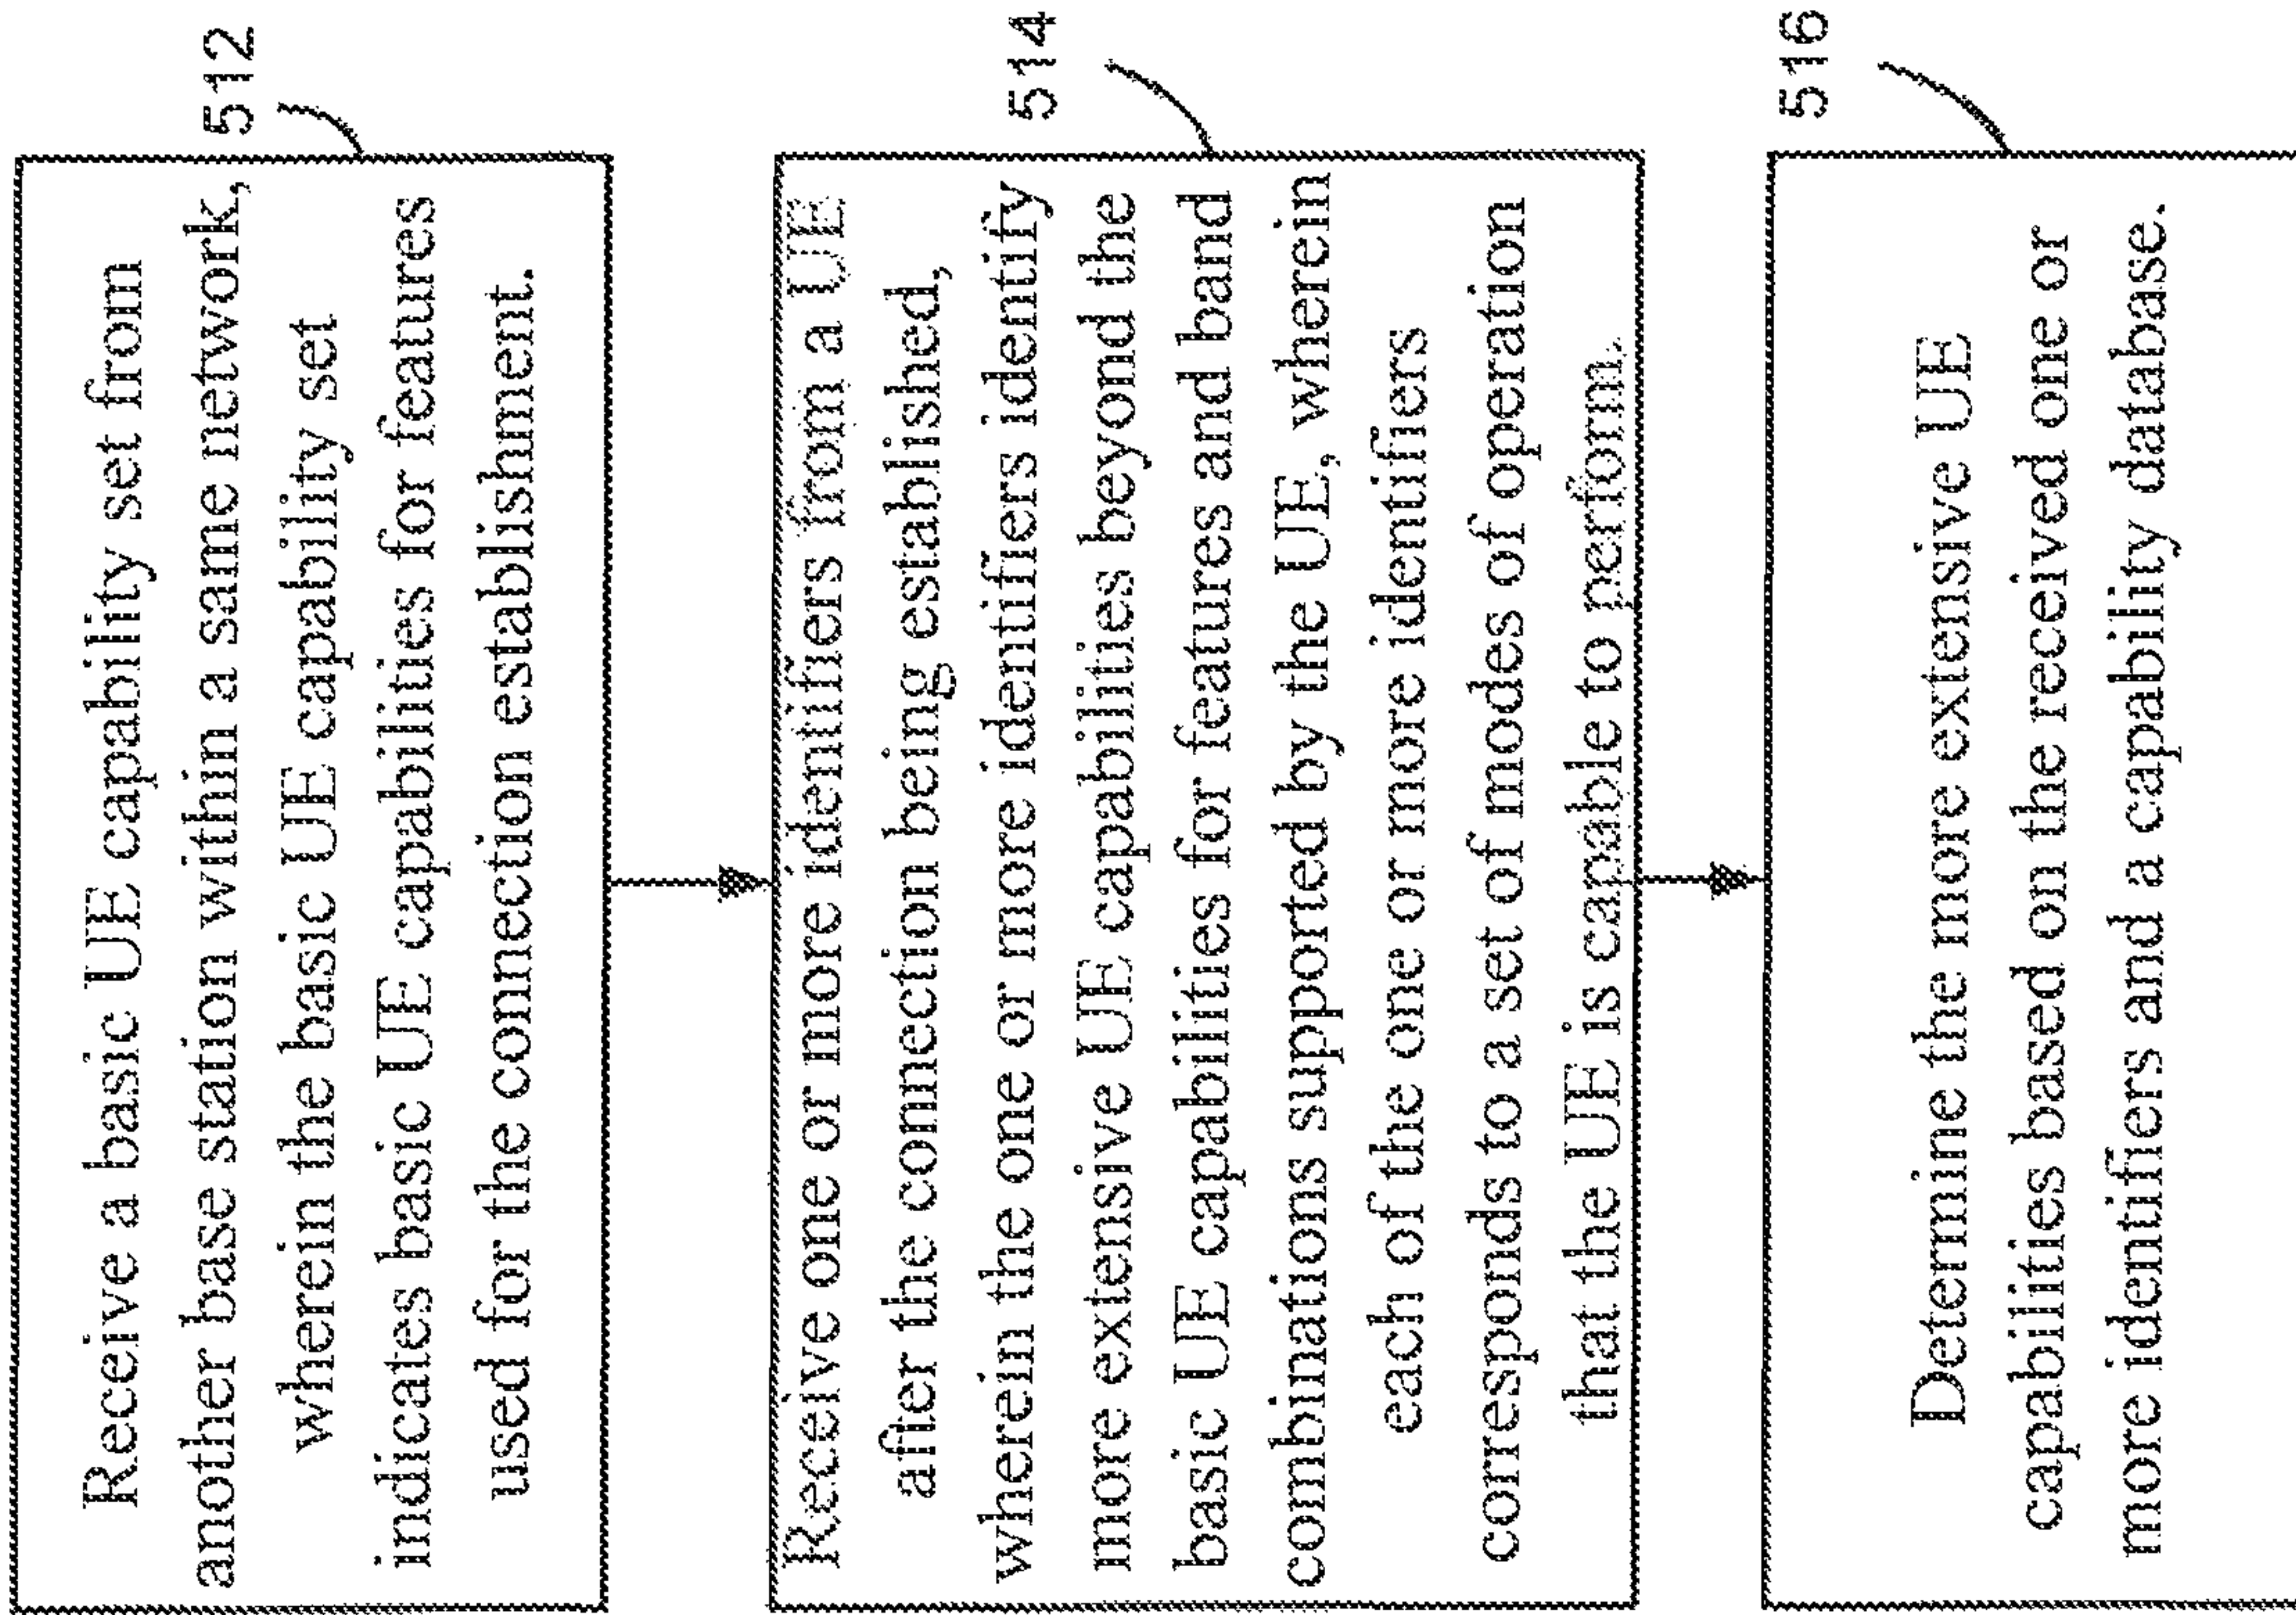 512
Receive a basic UE capability set from
another base station within a same network,
wherein the basic UE capability set
indicates basic UE capabilities for features
used for the connection establishment.
514
Receive one or more identifiers from a UE
after the connection being established,
wherein the one or more identifiers identify
more extensive UE capabilities beyond the
basic UE capabilities for features and band
combinations supported by the UE, wherein
each of the one or more identifiers
corresponds to a set of modes of operation
that the UE is capable to perform.
516
Determine the more extensive UE
capabilities based on the received one or
more identifiers and a capability database.